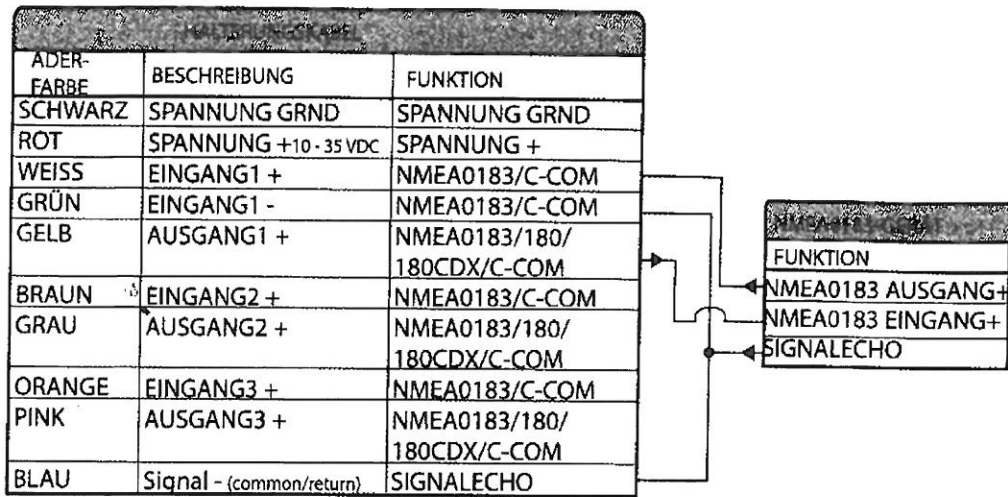 ADER-
FARBE BESCHREIBUNG FUNKTION
SCHWARZ SPANNUNG GRND SPANNUNG GRND
ROT SPANNUNG +10 - 35 VDC SPANNUNG +
WEISS EINGANG1 + NMEA0183/C-COM
GRÜN EINGANG1 - NMEA0183/C-COM
GELB AUSGANG1 + NMEA0183/180/
180CDX/C-COM
BRAUN EINGANG2 + NMEA0183/C-COM
GRAU AUSGANG2 + NMEA0183/180/
180CDX/C-COM
ORANGE EINGANG3 + NMEA0183/C-COM
PINK AUSGANG3 + NMEA0183/180/
180CDX/C-COM
BLAU Signal - (common/return) SIGNALECHO
FUNKTION
NMEA0183 AUSGANG+
NMEA0183 EINGANG+
SIGNALECHO